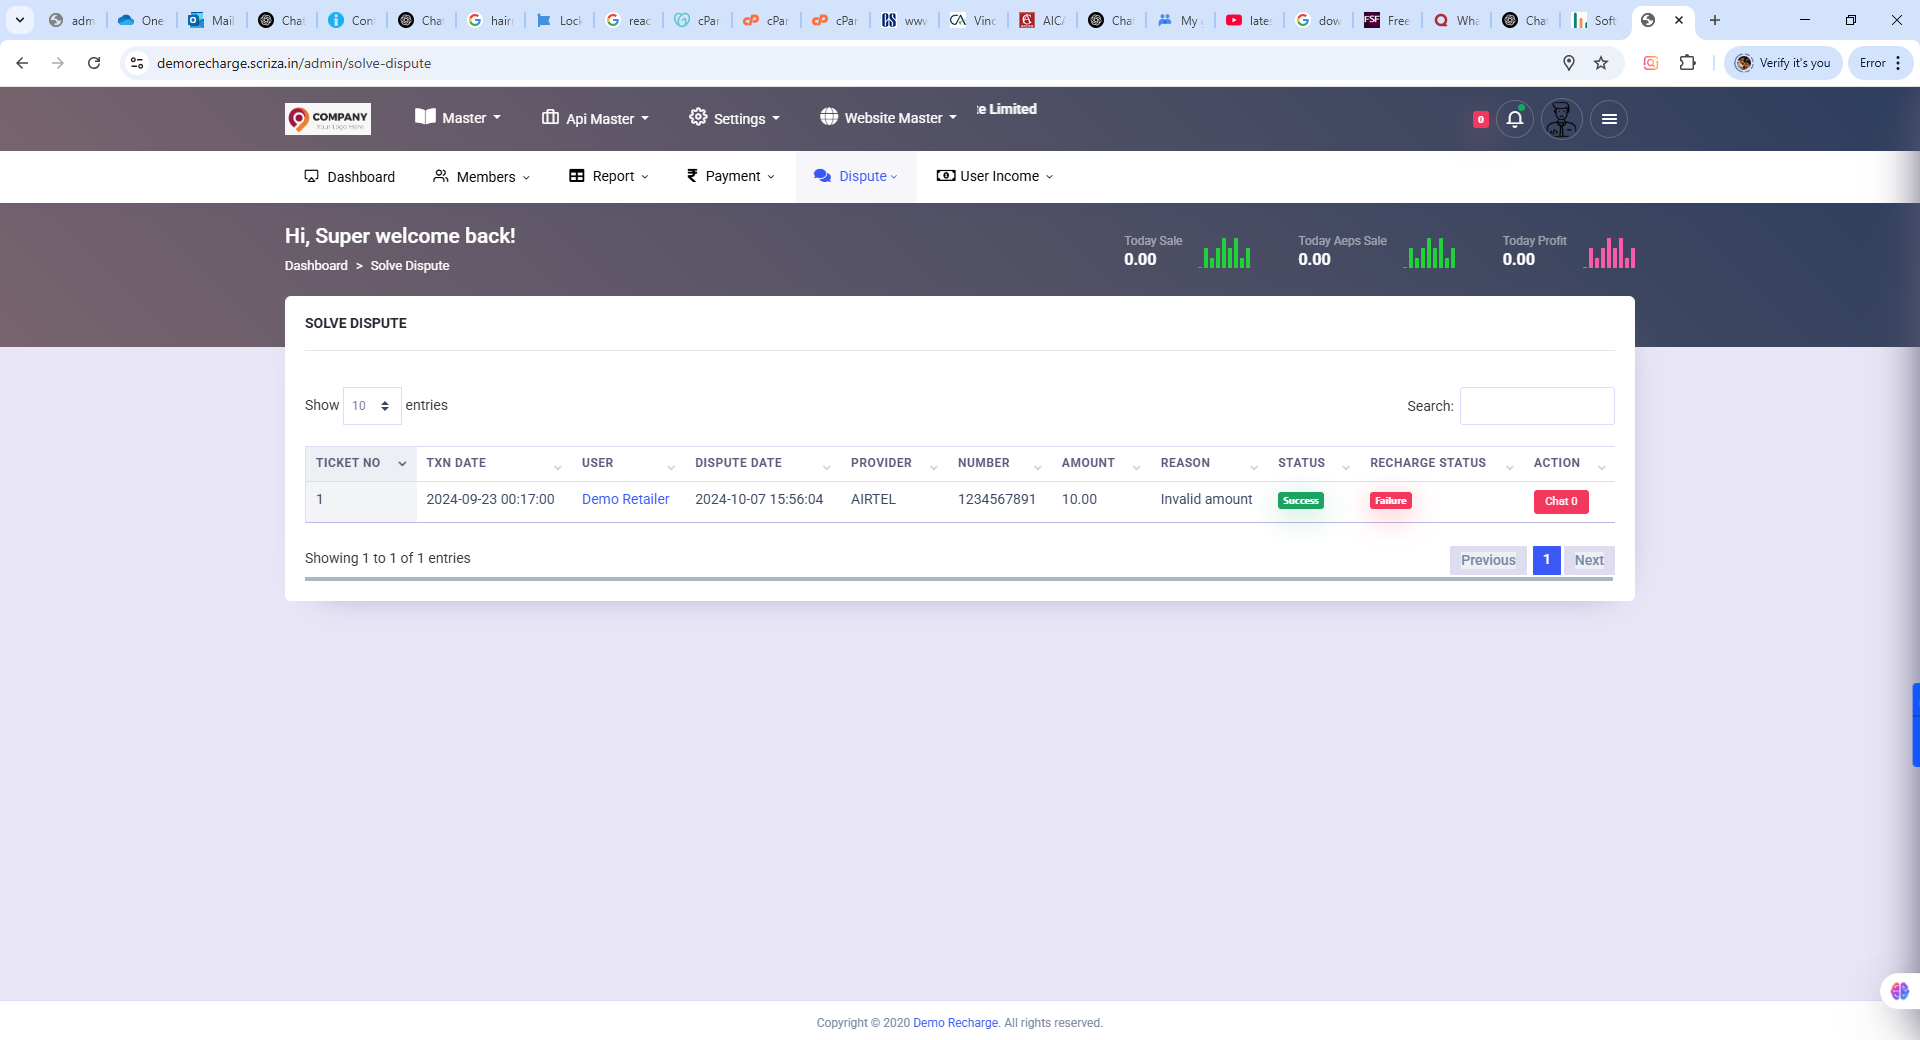 adm
One
Mail
Chat
Con
Chat
hair
Lock
reac
cPar
cPar
cPar
www
Vinc
AICA
Chat
My
late
dow
Free
Wha
Chat
Soft
demorecharge.scriza.in/admin/solve-dispute
Verify it's you
Error
COMPANY
Your Logo Here
Master
Api Master
Settings
Website Master
e Limited
0
Dashboard
Members
Report
Payment
Dispute
User Income
Hi, Super welcome back!
Dashboard > Solve Dispute
Today Sale
0.00
Today Aeps Sale
0.00
Today Profit
0.00
SOLVE DISPUTE
Show 10 entries
Search:
TICKET NO TXN DATE USER DISPUTE DATE PROVIDER NUMBER AMOUNT REASON STATUS RECHARGE STATUS ACTION
1 2024-09-23 00:17:00 Demo Retailer 2024-10-07 15:56:04 AIRTEL 1234567891 10.00 Invalid amount Success Failure Chat 0
Showing 1 to 1 of 1 entries
Previous 1 Next
Copyright © 2020 Demo Recharge. All rights reserved.